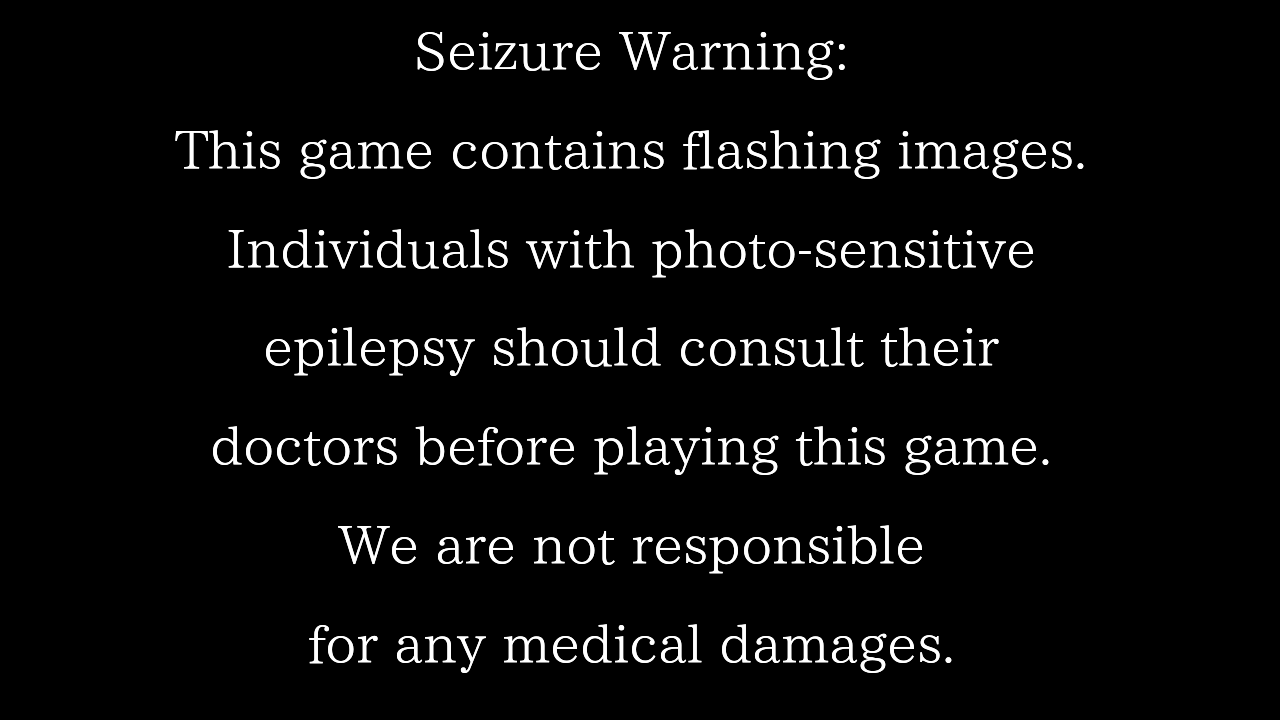 Seizure Warning:
This game contains flashing images.
Individuals with photo-sensitive
epilepsy should consult their
doctors before playing this game.
We are not responsible
for any medical damages.